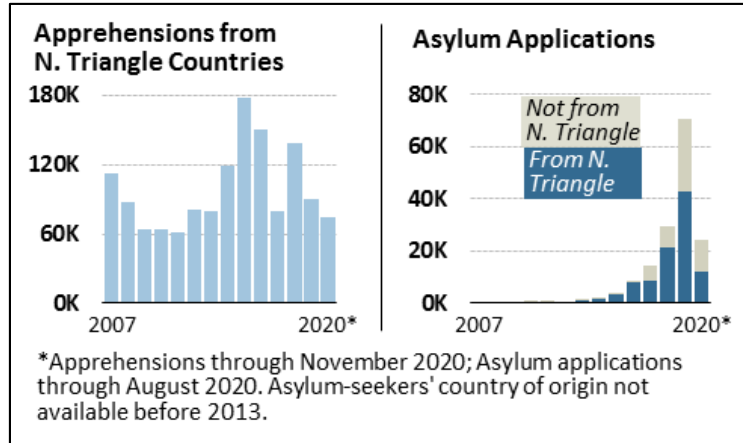 Apprehensions from
N. Triangle Countries
180K
120K
60K
0K
2007
2020*
Asylum Applications
80K
60K
40K
20K
0K
Not from
N. Triangle
From N.
Triangle
2007
2020*
*Apprehensions through November 2020; Asylum applications
through August 2020. Asylum-seekers' country of origin not
available before 2013.